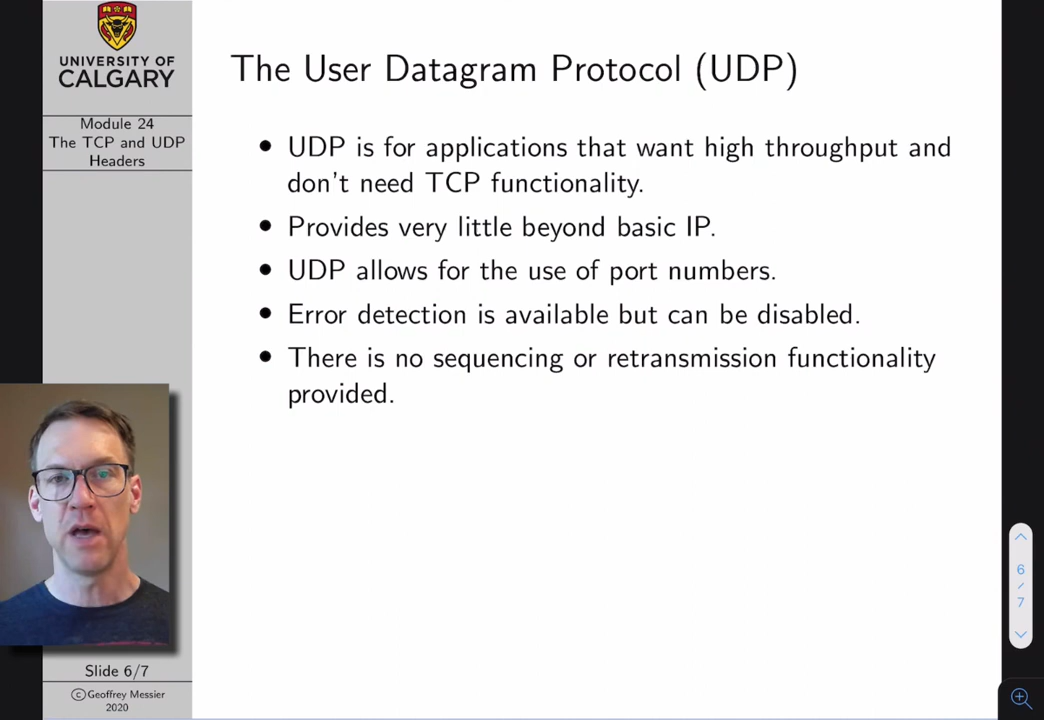 UNIVERSITY OF
CALGARY
Module 24
The TCP and UDP
Headers
The User Datagram Protocol (UDP)
• UDP is for applications that want high throughput and
don't need TCP functionality.
• Provides very little beyond basic IP.
• UDP allows for the use of port numbers.
• Error detection is available but can be disabled.
• There is no sequencing or retransmission functionality
provided.
6
/
7
Slide 6/7
©Geoffrey Messier
2020